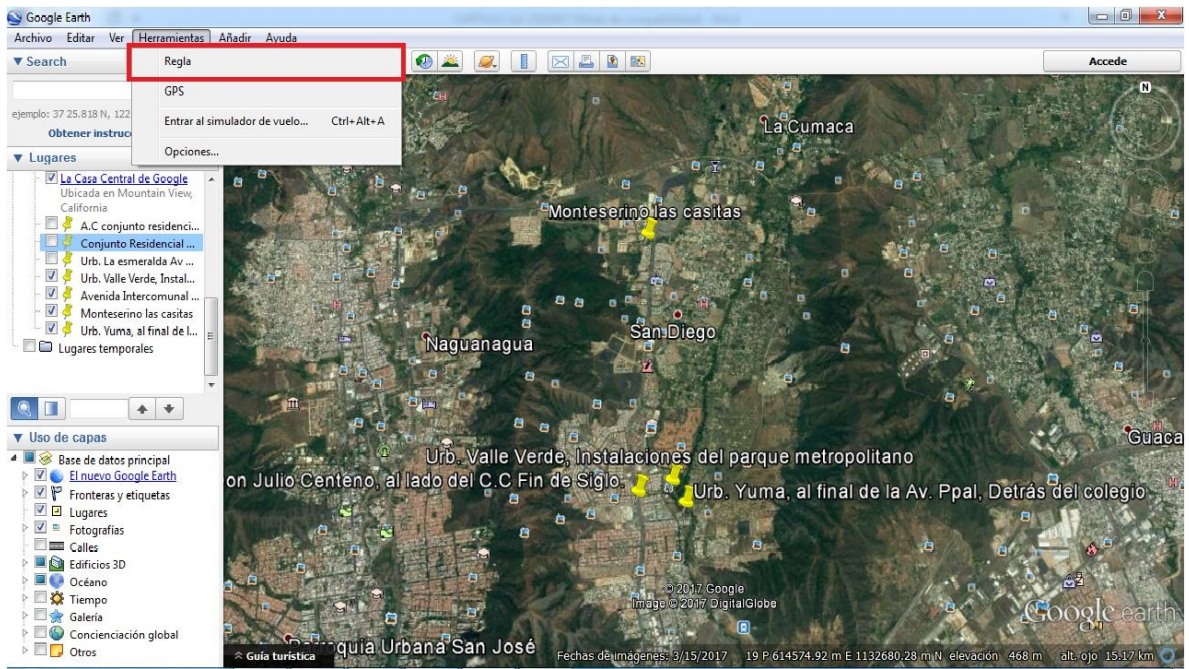 Google Earth
Archivo Editar Ver Herramientas Añadir Ayuda
Search
Regla
GPS
Entrar al simulador de vuelo... Ctrl+Alt+A
Opciones...
Accede
ejemplo: 37 25.818 N, 122
Obtener instruc
Lugares
La Casa Central de Google
Ubicada en Mountain View,
California
A.C conjunto residenci...
Conjunto Residencial ...
Urb. La esmeralda Av ...
Urb. Valle Verde, Instal...
Avenida Intercomunal ...
Monteserino las casitas
Urb. Yuma, al final de l...
Lugares temporales
Uso de capas
Base de datos principal
El nuevo Google Earth
Fronteras y etiquetas
Lugares
Fotografías
Calles
Edificios 3D
Océano
Tiempo
Galería
Concienciación global
Otros
N
La Cumaca
Monteserino las casitas
San Diego
Naguanagua
Guaca
Urb. Valle Verde, Instalaciones del parque metropolitano
on Julio Centeno, al lado del C.C Fin de Siglo.
Urb. Yuma, al final de la Av. Ppal, Detrás del colegio
© 2017 Google
Image © 2017 DigitalGlobe
Google earth
quia Urbana San José
Guía turística
Fechas de imágenes: 3/15/2017 19 P 614574.92 m E 1132680.28 m N elevación 468 m alt. ojo 15.17 km